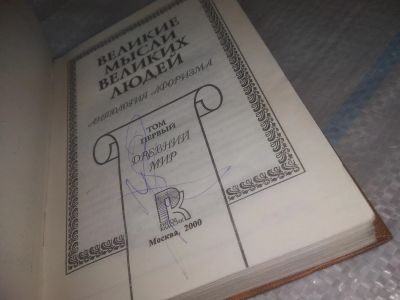 ВЕЛИКИЕ
МЫСЛИ
ВЕЛИКИХ
ЛЮДЕЙ
АНТОЛОГИЯ АФОРИЗМА
ТОМ
ПЕРВЫЙ
ДРЕВНИЙ
МИР
Москва, 2000